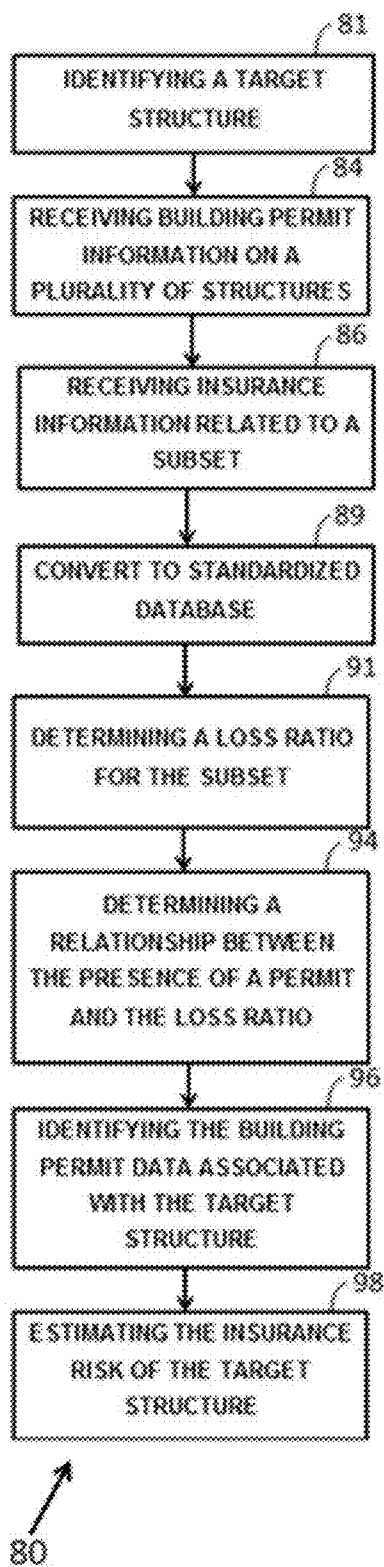 81
IDENTIFYING A TARGET
STRUCTURE
84
RECEIVING BUILDING PERMIT
INFORMATION ON A
PLURALITY OF STRUCTURES
86
RECEIVING INSURANCE
INFORMATION RELATED TO A
SUBSET
89
CONVERT TO STANDARDIZED
DATABASE
91
DETERMINING A LOSS RATIO
FOR THE SUBSET
94
DETERMINING A
RELATIONSHIP BETWEEN
THE PRESENCE OF A PERMIT
AND THE LOSS RATIO
96
IDENTIFYING THE BUILDING
PERMIT DATA ASSOCIATED
WITH THE TARGET
STRUCTURE
98
ESTIMATING THE INSURANCE
RISK OF THE TARGET
STRUCTURE
80